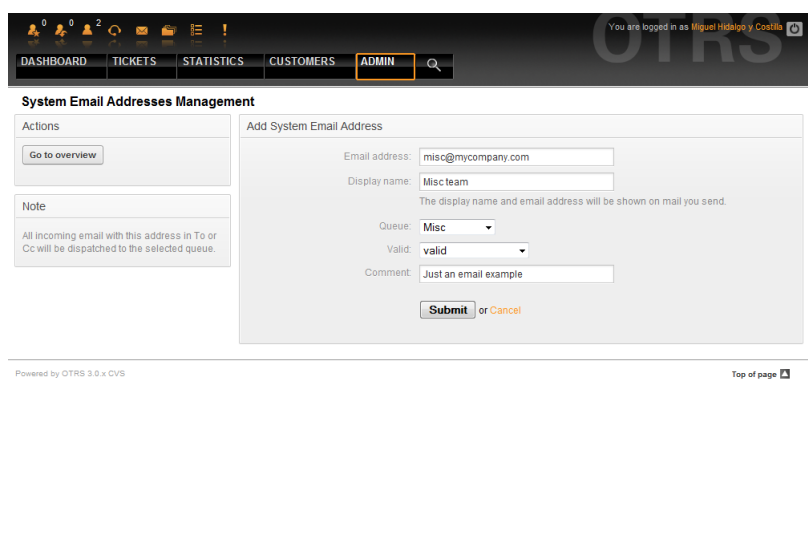 0 0 2
OTRS
You are logged in as Miguel Hidalgo y Costilla
DASHBOARD TICKETS STATISTICS CUSTOMERS ADMIN
System Email Addresses Management
Actions
Go to overview
Note
All incoming email with this address in To or
Cc will be dispatched to the selected queue.
Add System Email Address
Email address: misc@mycompany.com
Display name: Misc team
The display name and email address will be shown on mail you send.
Queue: Misc
Valid: valid
Comment: Just an email example
Submit or Cancel
Powered by OTRS 3.0.x CVS
Top of page